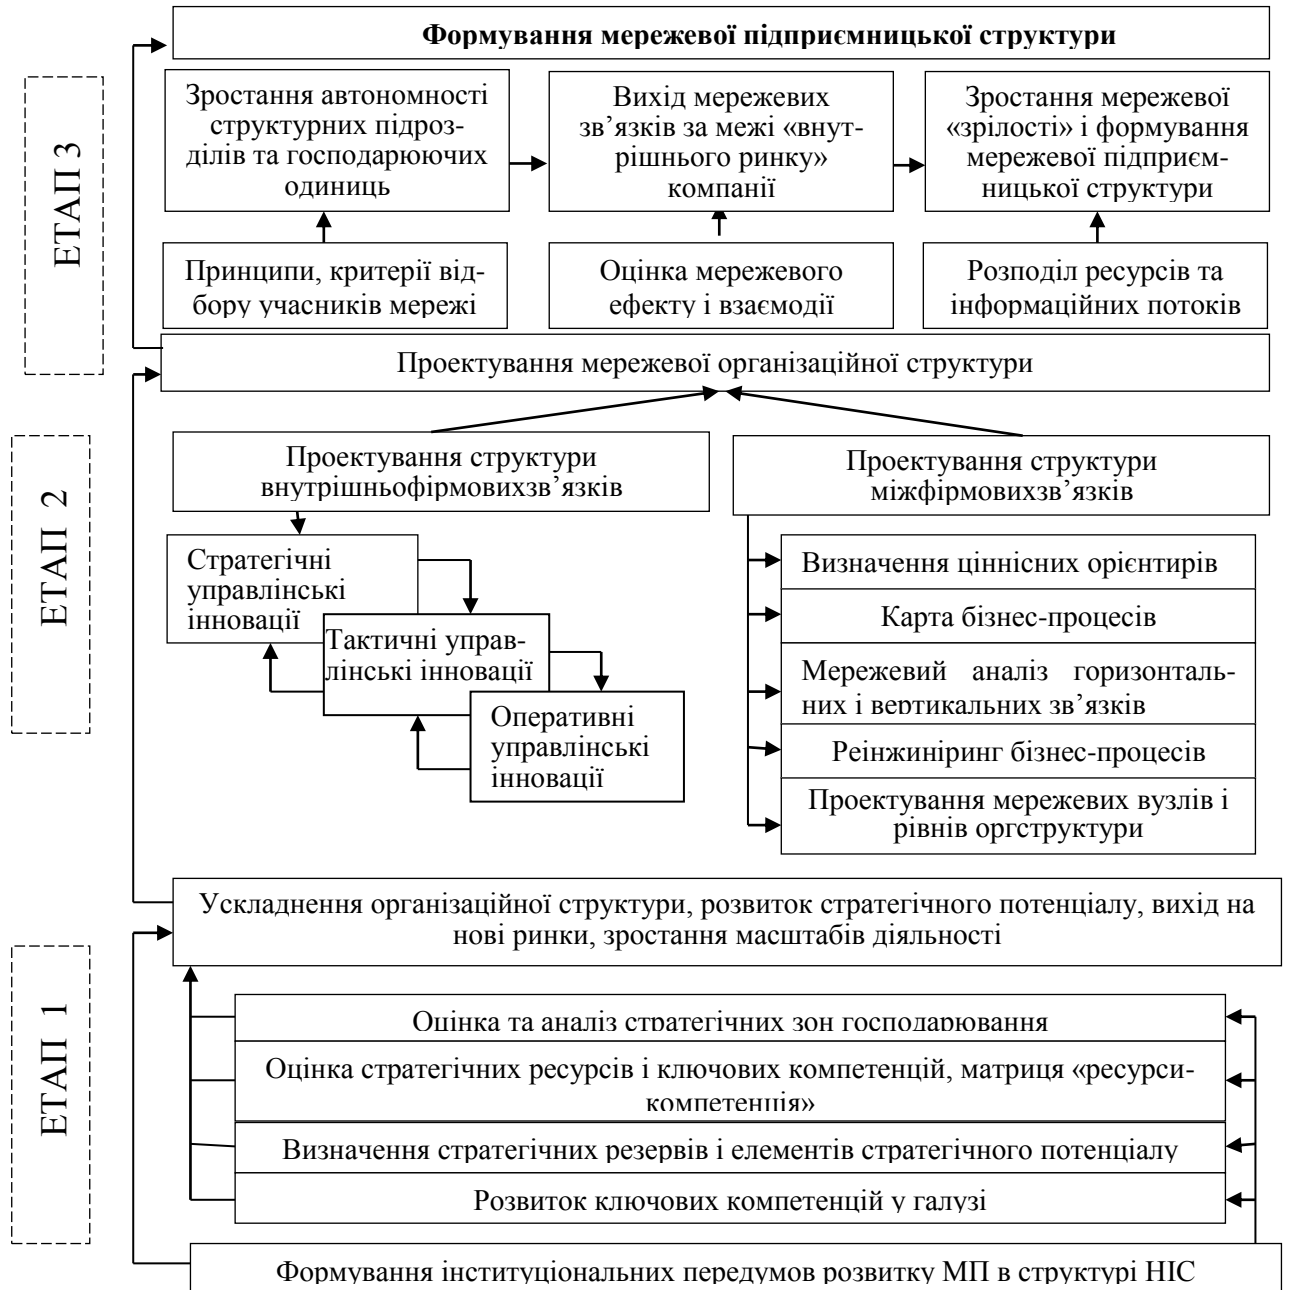 Формування мережевої підприємницької структури
ЕТАП 3
Зростання автономності
структурних підроз-
ділів та господарюючих
одиниць
Вихід мережевих
зв’язків за межі «внут-
рішнього ринку»
компанії
Зростання мережевої
«зрілості» і формування
мережевої підприєм-
ницької структури
Принципи, критерії від-
бору учасників мережі
Оцінка мережевого
ефекту і взаємодії
Розподіл ресурсів та
інформаційних потоків
Проектування мережевої організаційної структури
ЕТАП 2
Проектування структури
внутрішньофірмовихзв’язків
Проектування структури
міжфірмовихзв’язків
Стратегічні
управлінські
інновації
Тактичні управ-
лінські інновації
Оперативні
управлінські
інновації
Визначення ціннісних орієнтирів
Карта бізнес-процесів
Мережевий аналіз горизонталь-
них і вертикальних зв’язків
Реінжиніринг бізнес-процесів
Проектування мережевих вузлів і
рівнів оргструктури
Ускладнення організаційної структури, розвиток стратегічного потенціалу, вихід на
нові ринки, зростання масштабів діяльності
ЕТАП 1
Оцінка та аналіз стратегічних зон господарювання
Оцінка стратегічних ресурсів і ключових компетенцій, матриця «ресурси-
компетенція»
Визначення стратегічних резервів і елементів стратегічного потенціалу
Розвиток ключових компетенцій у галузі
Формування інституціональних передумов розвитку МП в структурі НІС